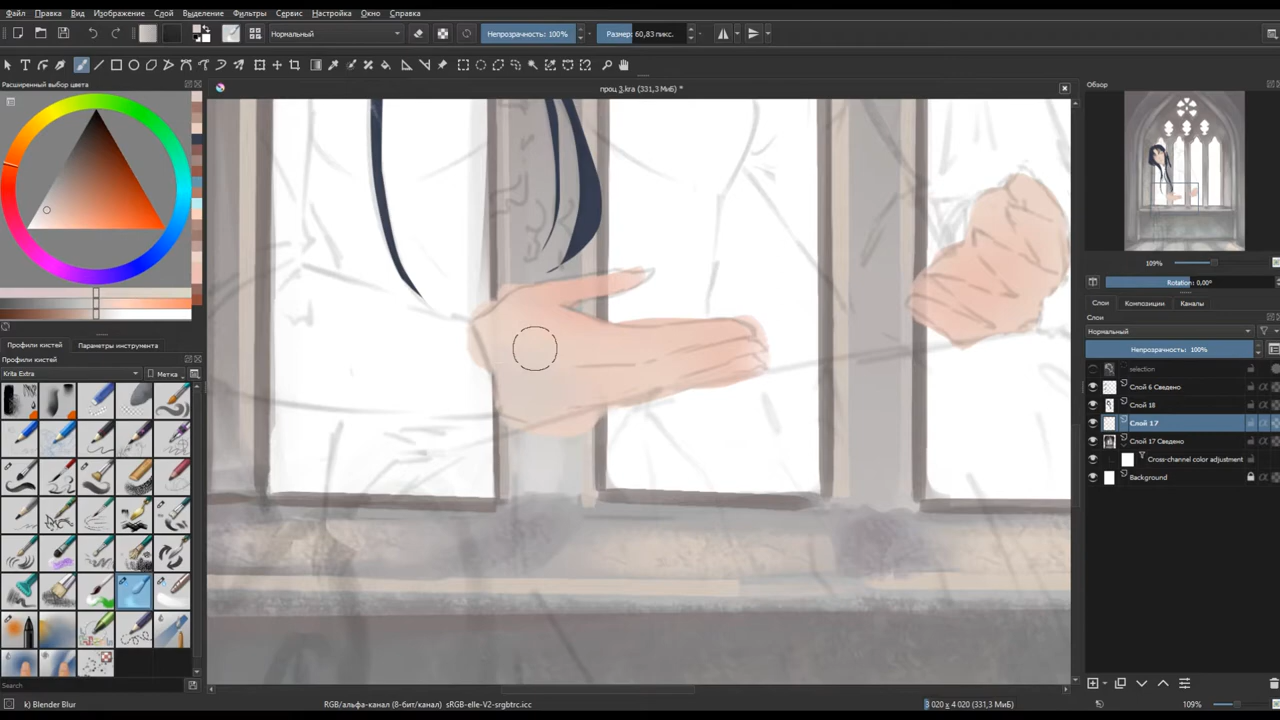 Файл Правка Вид Изображение Слой Выделение Фильтры Сервис Настройка Окно Справка
Нормальный Непрозрачность: 100% Размер: 60,83 пикс.
Расширенный выбор цвета
проц 3.kra (331,3 МиБ) *
Обзор
109%
Rotation: 0,00°
Слои Композиции Каналы
Слои
Нормальный
Непрозрачность: 100%
selection
Слой 6 Сведено
Слой 18
Слой 17
Слой 17 Сведено
Cross-channel color adjustment
Background
Профили кистей Параметры инструмента
Профили кистей
Krita Extra Метка
Search
k) Blender Blur RGB/альфа-канал (8-бит/канал) sRGB-elle-V2-srgbtrc.icc 3 020 x 4 020 (331,3 МиБ) 109%